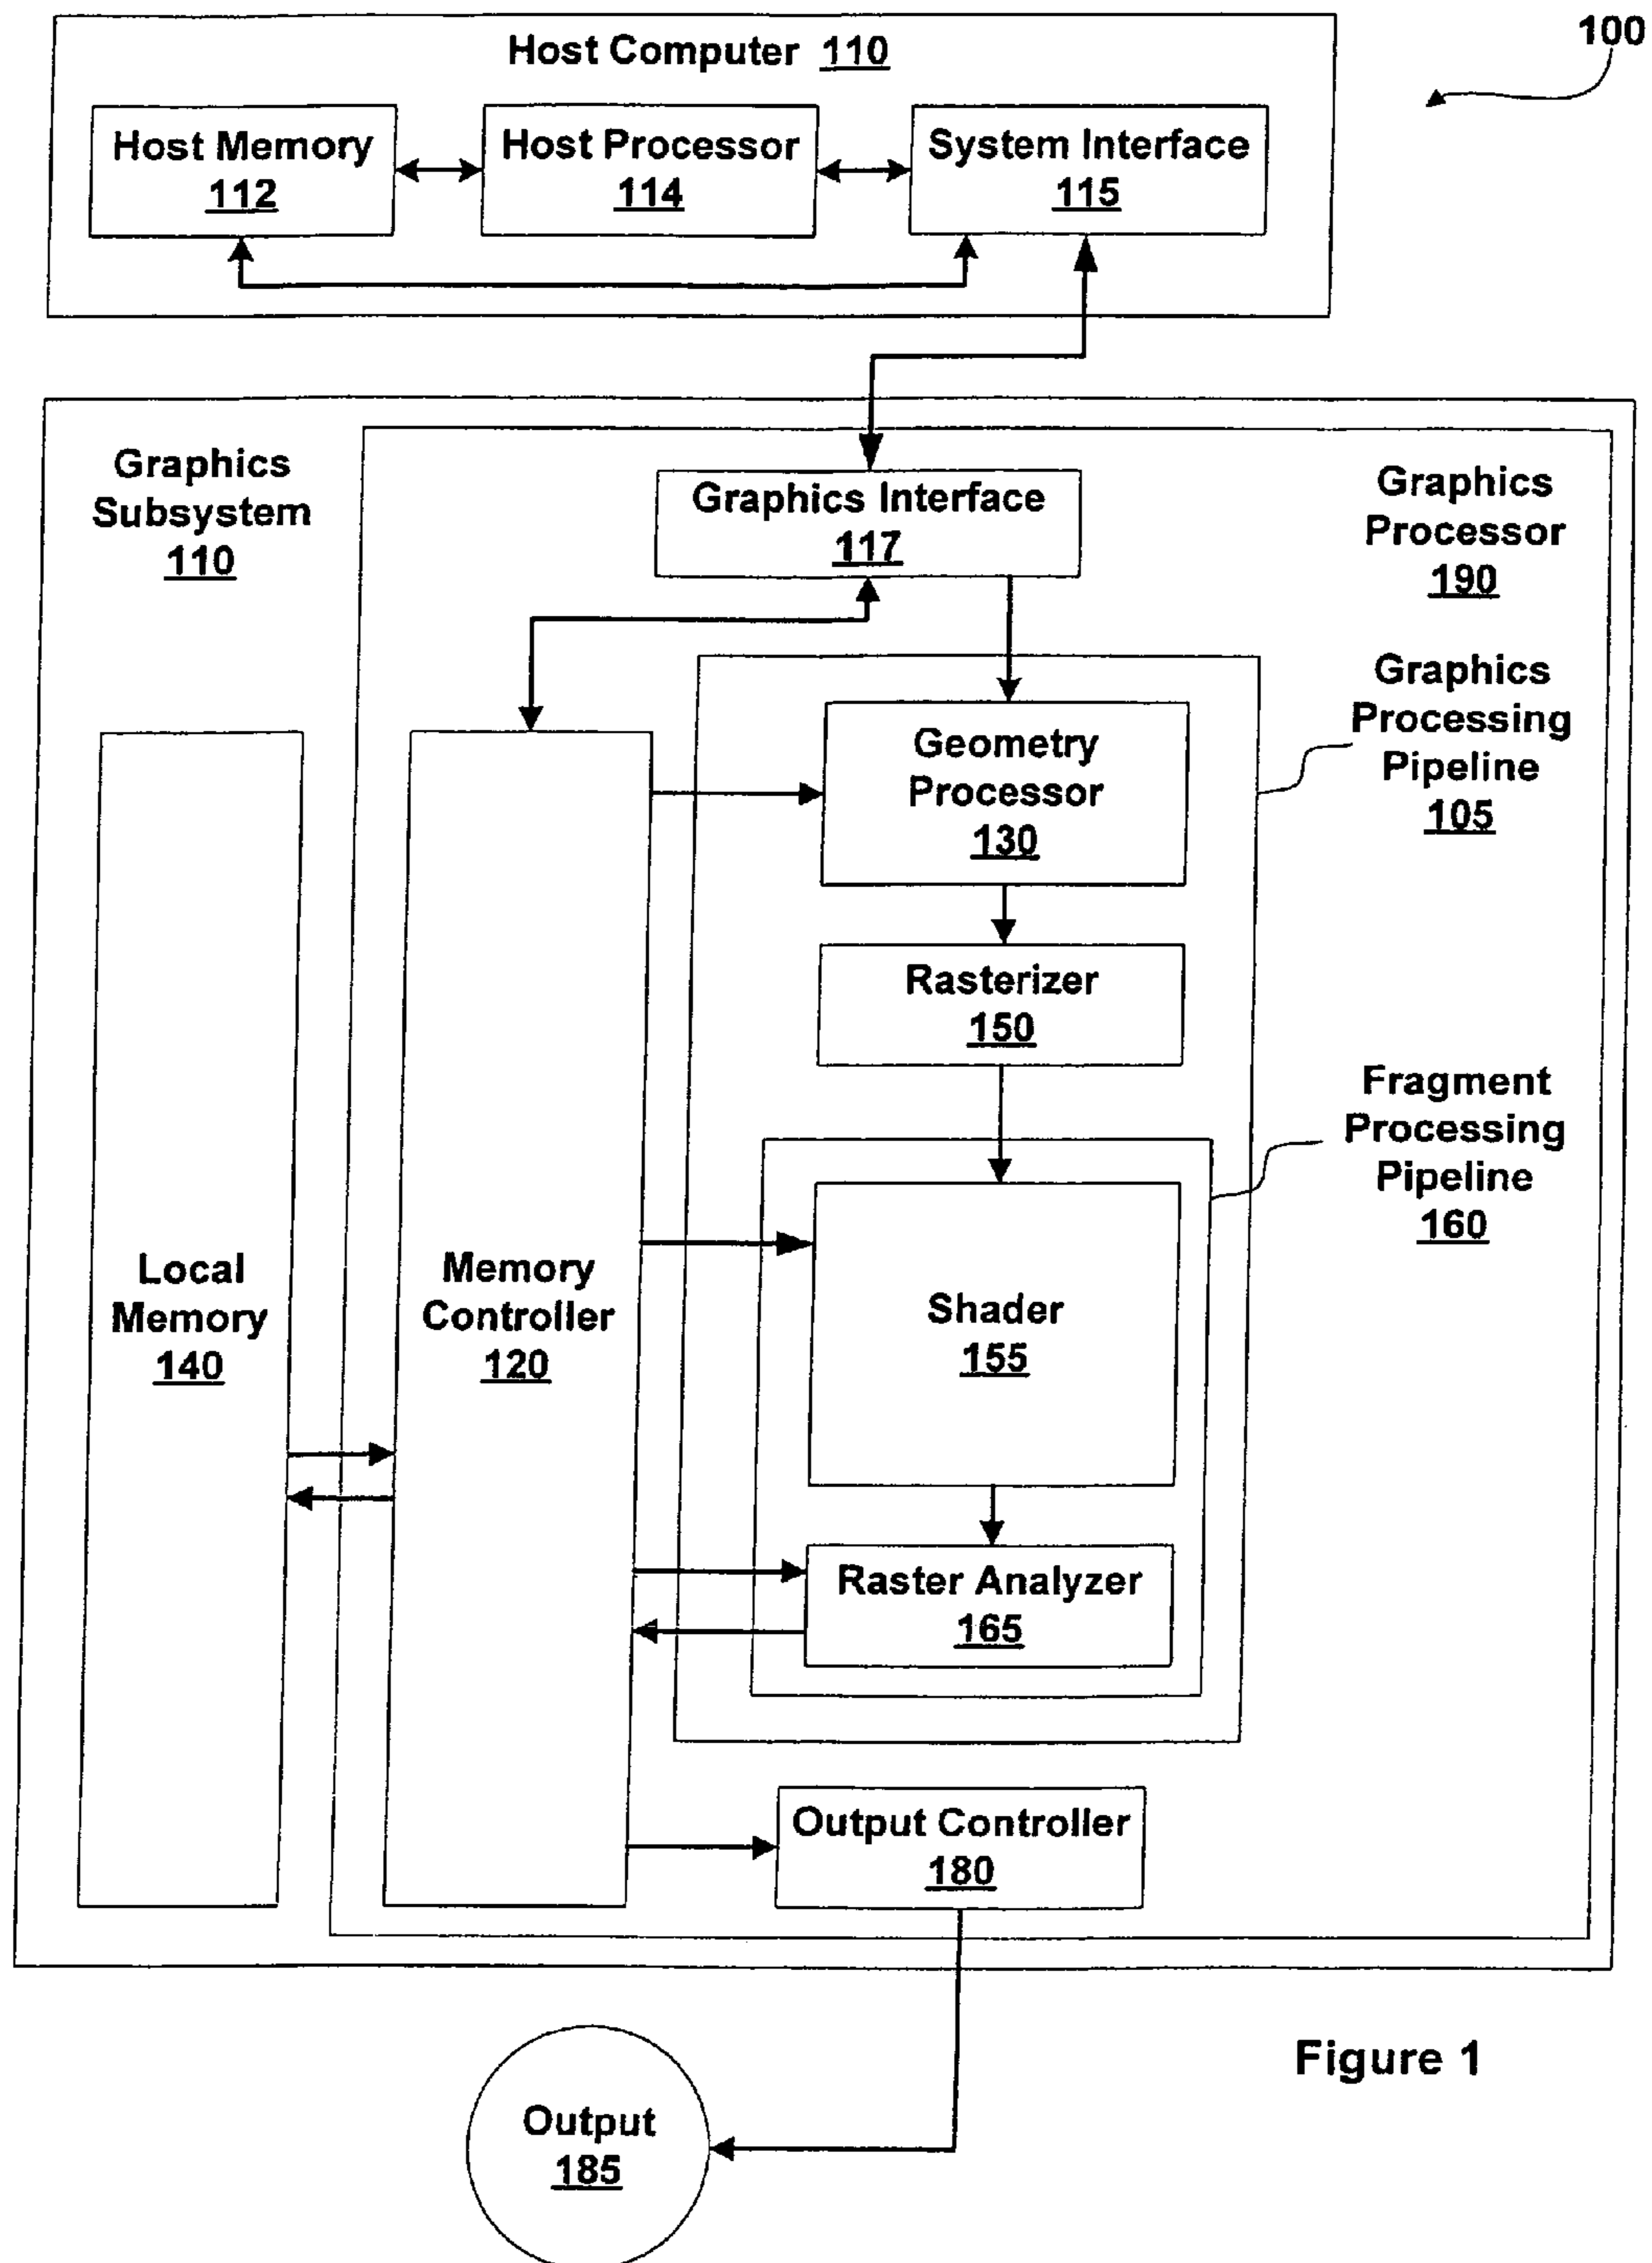 100
Host Computer 110
Host Memory
112
Host Processor
114
System Interface
115
Graphics
Subsystem
110
Graphics Interface
117
Graphics
Processor
190
Graphics
Processing
Pipeline
105
Geometry
Processor
130
Rasterizer
150
Fragment
Processing
Pipeline
160
Local
Memory
140
Memory
Controller
120
Shader
155
Raster Analyzer
165
Output Controller
180
Output
185
Figure 1